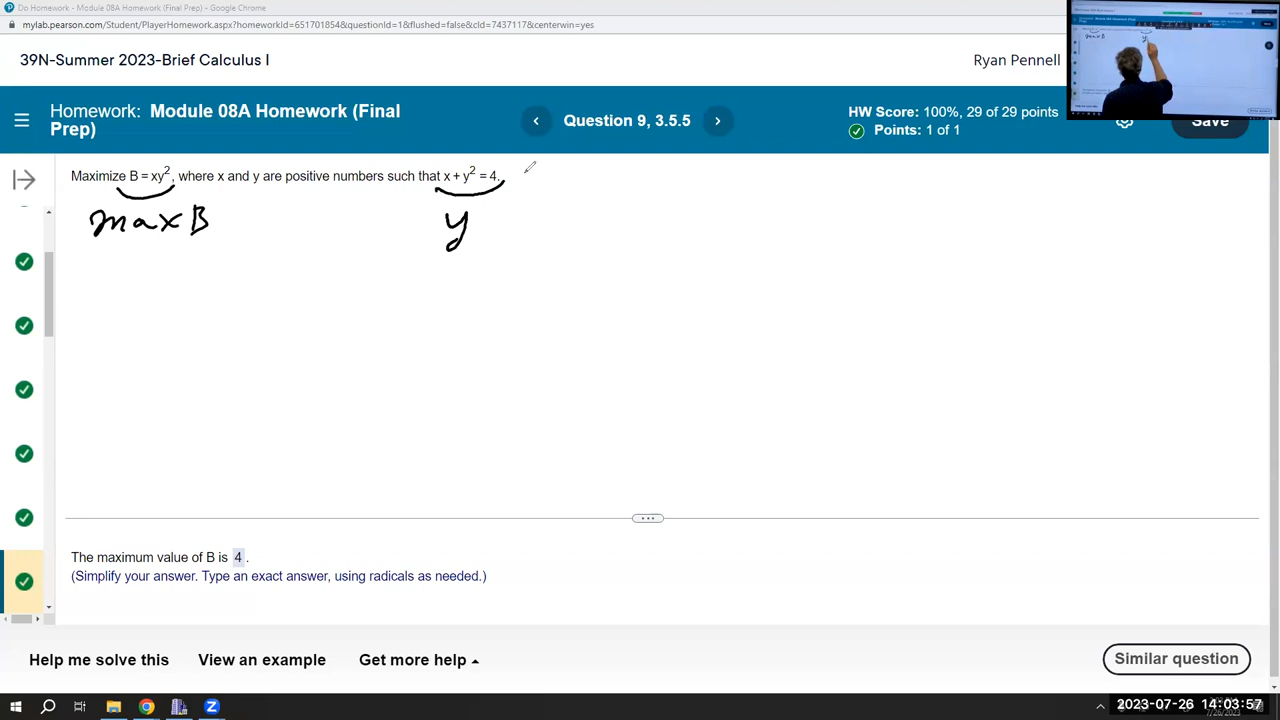 Do Homework - Module 08A Homework (Final Prep) - Google Chrome
mylab.pearson.com/Student/PlayerHomework.aspx?homeworkId=651701854&questionId=1&flushed=false&cId=7437117&centerwin=yes
39N-Summer 2023-Brief Calculus I
Ryan Pennell
Homework: Module 08A Homework (Final
Prep)
Question 9, 3.5.5
HW Score: 100%, 29 of 29 points
Points: 1 of 1
Save
Maximize B = xy², where x and y are positive numbers such that x + y² = 4.
max B
y
The maximum value of B is 4.
(Simplify your answer. Type an exact answer, using radicals as needed.)
Help me solve this
View an example
Get more help
Similar question
2023-07-26 14:03:57